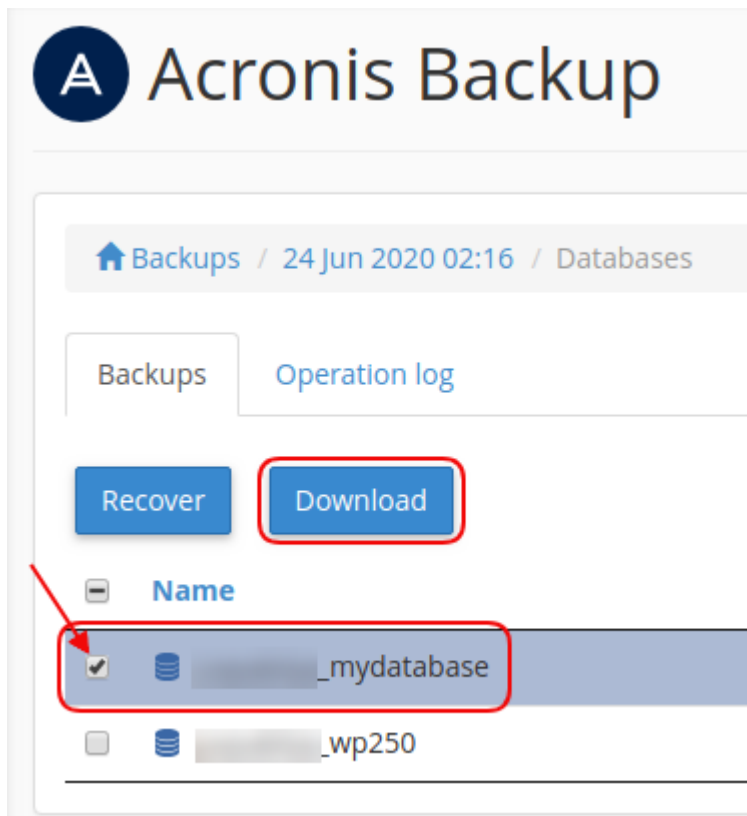 Acronis Backup
Backups / 24 Jun 2020 02:16 / Databases
Backups Operation log
Recover Download
Name
_mydatabase
_wp250